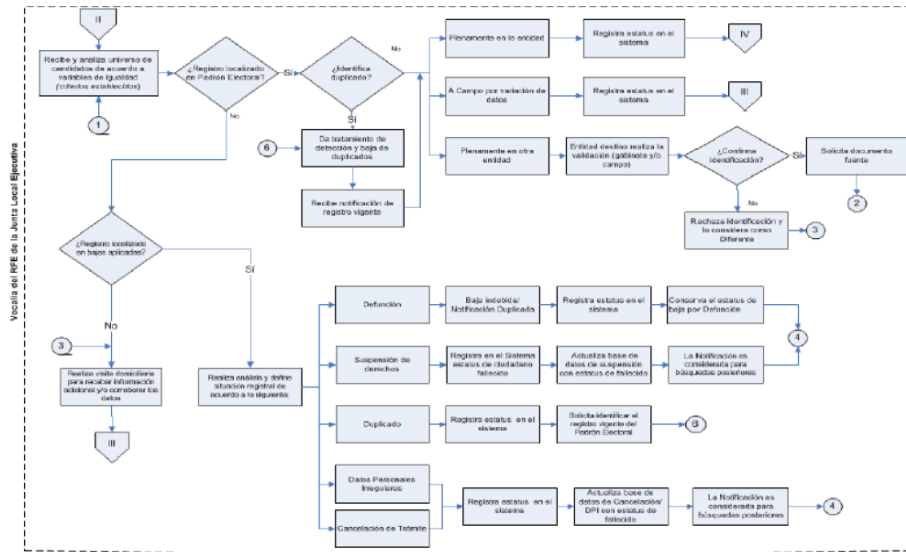 II
Recibe y analiza universo de
candidatos de acuerdo a
variables de igualdad
(criterios establecidos)
1
¿Registro localizado
en Padrón Electoral?
Sí
No
¿Identifica
duplicado?
No
Sí
6
Da tratamiento de
detección y baja de
duplicados
Recibe notificación de
registro vigente
Plenamente en la entidad
Registra estatus en el
sistema
IV
A Campo por variación de
datos
Registra estatus en el
sistema
III
Plenamente en otra
entidad
Entidad destino realiza la
validación (gabinete y/o
campo)
¿Confirma
identificación?
Sí
Solicita documento
fuente
2
No
Rechaza identificación y
lo considera como
Diferente
3
Vocalía del RFE de la Junta Local Ejecutiva
¿Registro localizado
en bajas aplicadas?
Sí
No
3
Realiza visita domiciliaria
para recabar información
adicional y/o corroborar los
datos
III
Realiza análisis y define
situación registral de
acuerdo a lo siguiente:
Defunción
Baja indebida/
Notificación Duplicada
Registra estatus en el
sistema
Conserva el estatus de
baja por Defunción
4
Suspensión de
derechos
Registra en el Sistema
estatus de ciudadano
fallecido
Actualiza base de
datos de suspensión
con estatus de fallecido
La Notificación es
considerada para
búsquedas posteriores
Duplicado
Registro estatus en el
sistema
Solicita identificar el
registro vigente del
Padrón Electoral
6
Datos Personales
Irregulares
Cancelación de Trámite
Registra estatus en el
sistema
Actualiza base de
datos de Cancelación/
DPI con estatus de
fallecido
La Notificación es
considerada para
búsquedas posteriores
4